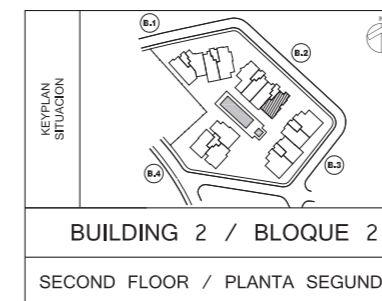 B.1
B.2
KEYPLAN
SITUACION
B.4
B.3
BUILDING 2 / BLOQUE 2
SECOND FLOOR / PLANTA SEGUND